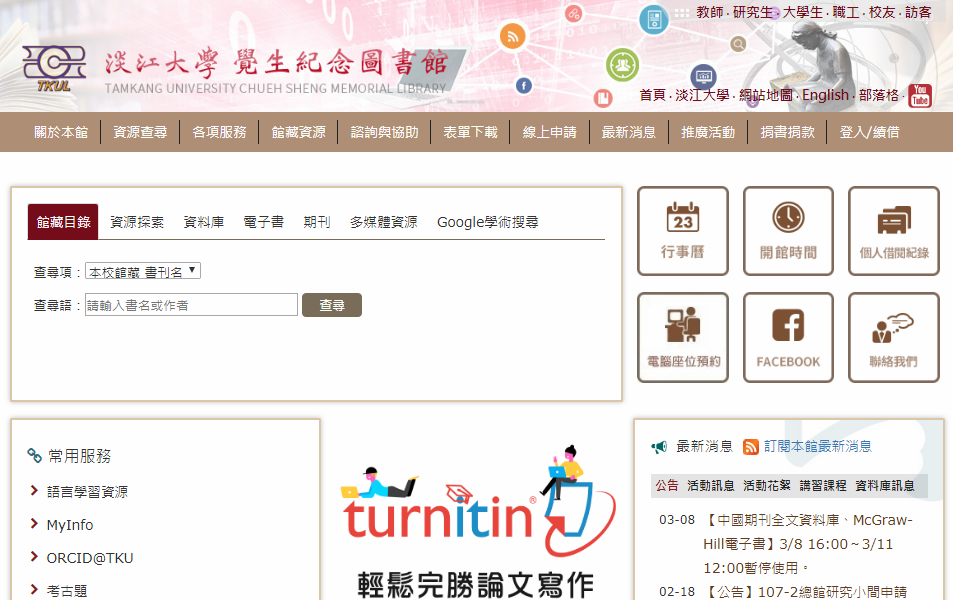 教師 · 研究生 · 大學生 · 職工 · 校友 · 訪客
TKUL
淡江大學 覺生紀念圖書館
TAMKANG UNIVERSITY CHUEH SHENG MEMORIAL LIBRARY
首頁 · 淡江大學 · 網站地圖 · English · 部落格 · You Tube
關於本館 資源查尋 各項服務 館藏資源 諮詢與協助 表單下載 線上申請 最新消息 推廣活動 捐書捐款 登入/續借
館藏目錄 資源探索 資料庫 電子書 期刊 多媒體資源 Google學術搜尋
查尋項: 本校館藏 書刊名
查尋語: 請輸入書名或作者 查尋
23
行事曆 開館時間 個人借閱紀錄
電腦座位預約 FACEBOOK 聯絡我們
常用服務
語言學習資源
MyInfo
ORCID@TKU
考古題
turnitin®
輕鬆完勝論文寫作
最新消息 訂閱本館最新消息
公告 活動訊息 活動花絮 講習課程 資料庫訊息
03-08 【中國期刊全文資料庫、McGraw-
Hill電子書】3/8 16:00~3/11
12:00暫停使用。
02-18 【公告】107-2總館研究小間申請